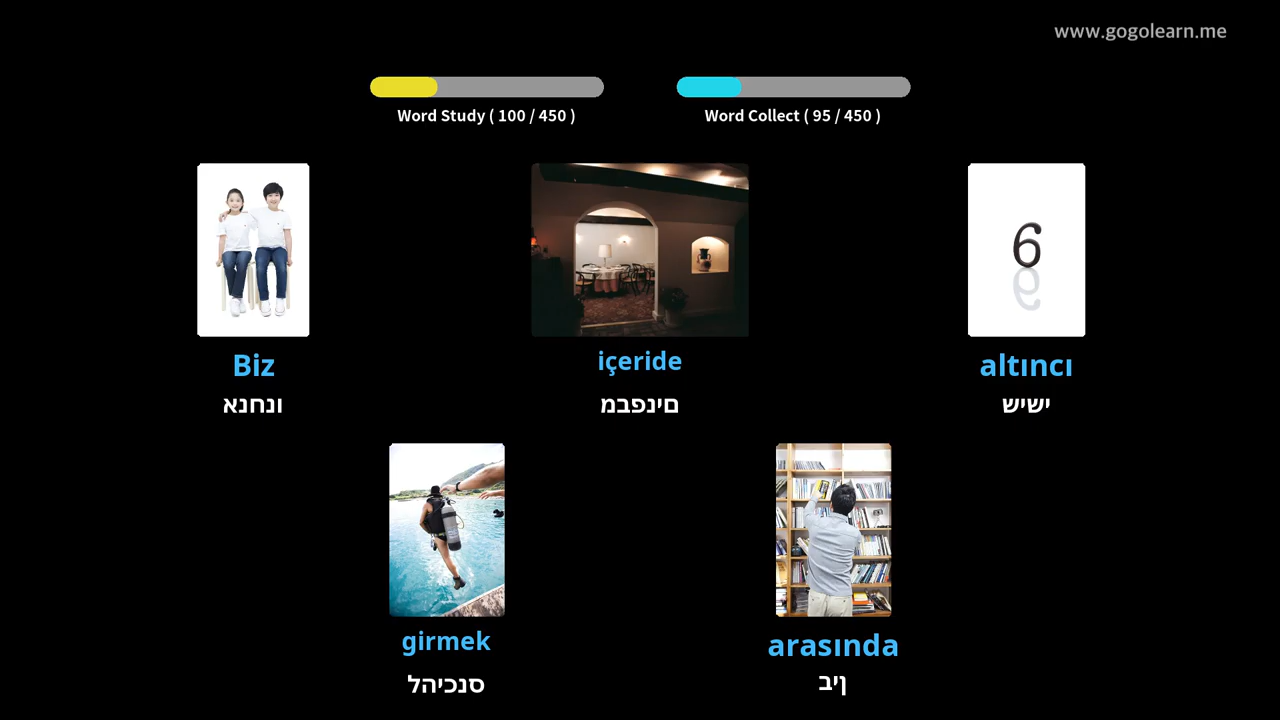 www.gogolearn.me
Word Study ( 100 / 450 )
Word Collect ( 95 / 450 )
Biz
אנחנו
içeride
מבפנים
altıncı
שישי
6
girmek
להיכנס
arasında
בין